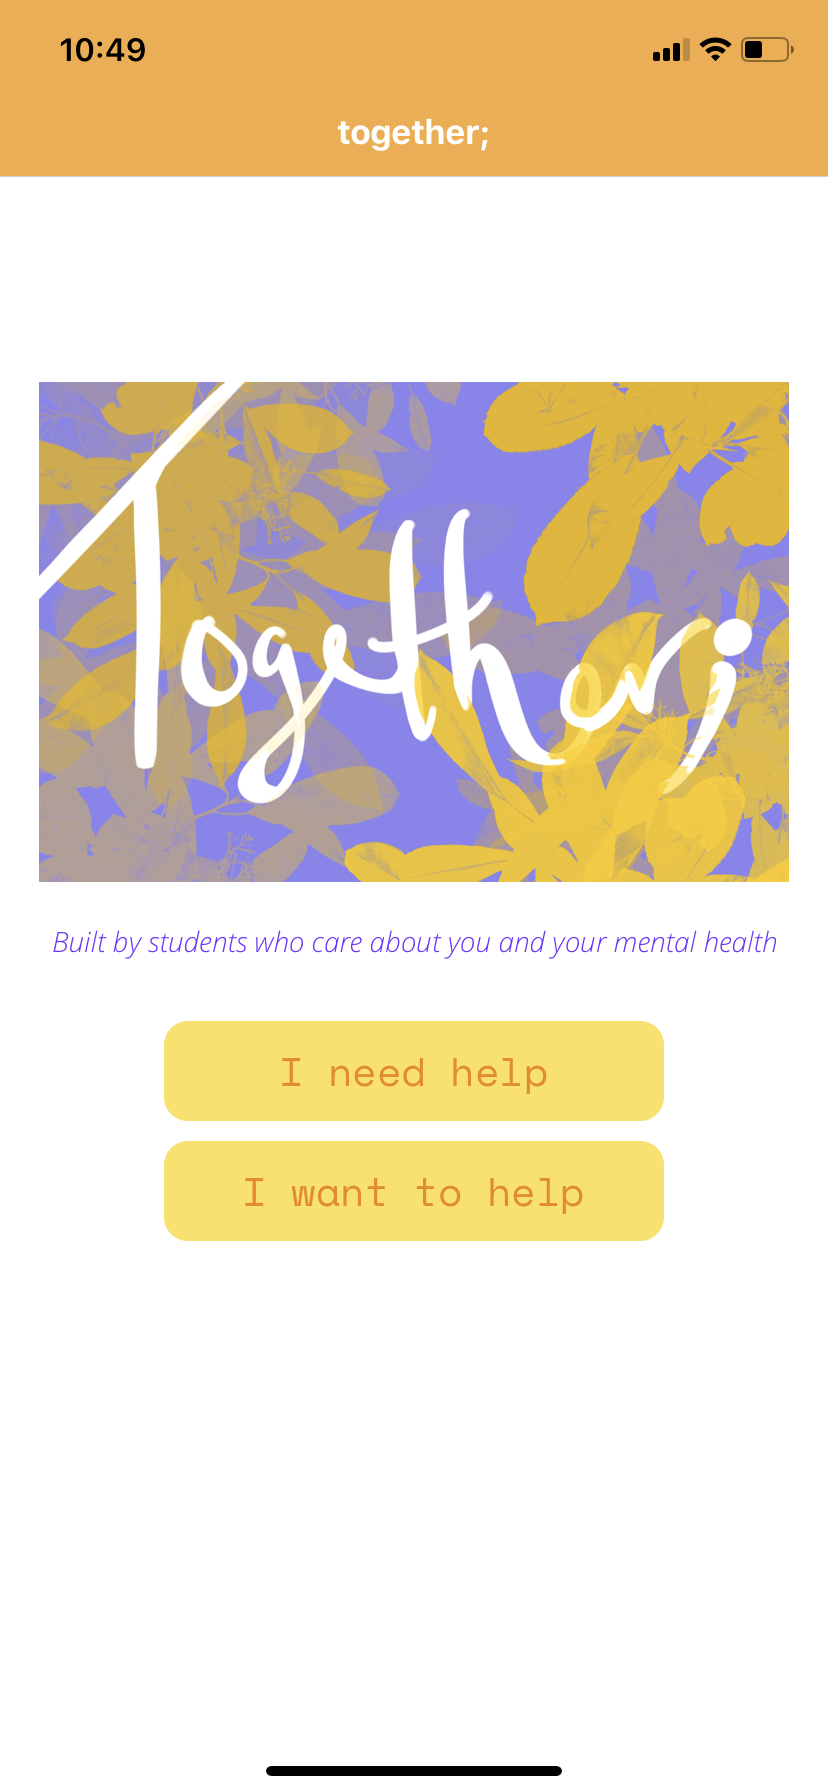 10:49
together;
Together;
Built by students who care about you and your mental health
I need help
I want to help